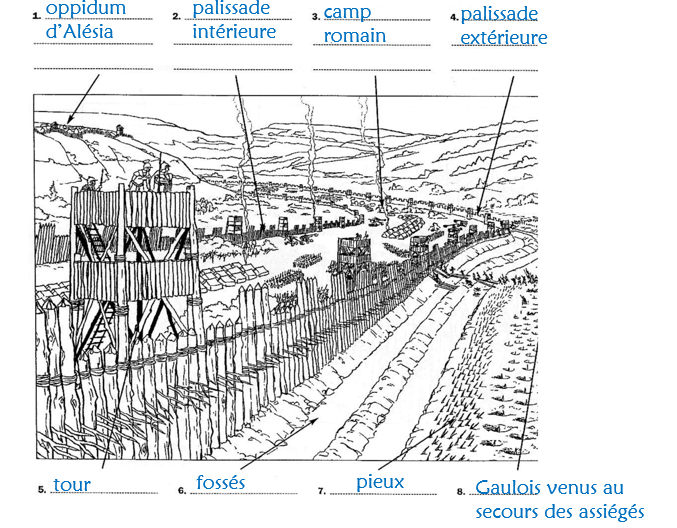 1. oppidum
d'Alésia
2. palissade
intérieure
3. camp
romain
4. palissade
extérieure
5. tour
6. fossés
7. pieux
8. Gaulois venus au
secours des assiégés